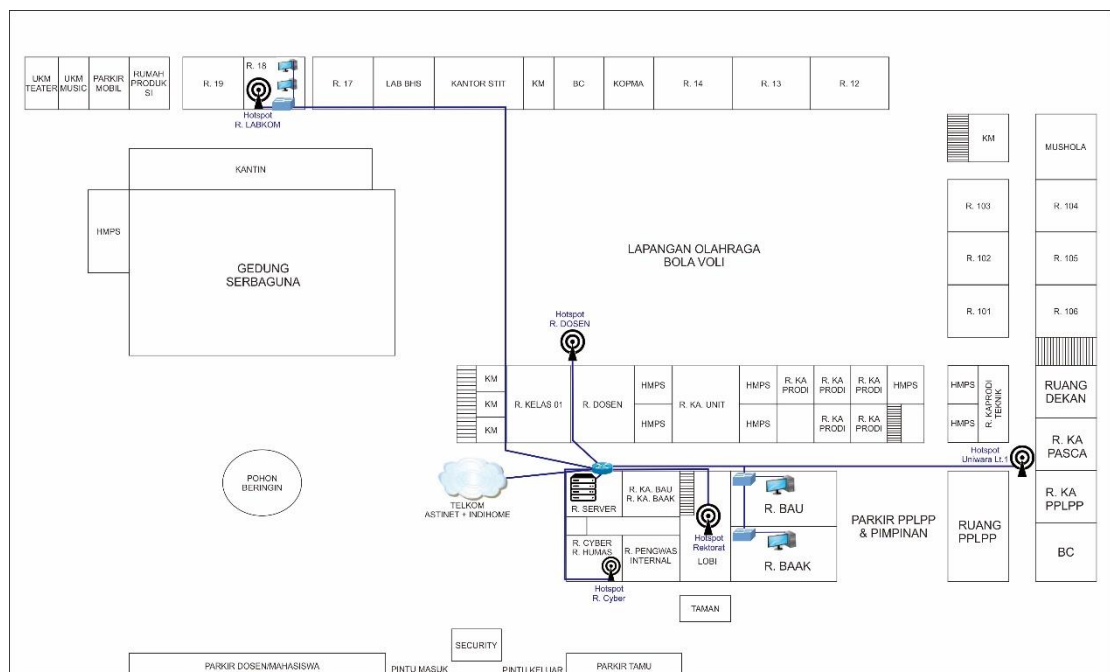 UKM
TEATER
UKM
MUSIC
PARKIR
MOBIL
RUMAH
PRODUK
SI
R. 19
R. 18
Hotspot
R. LABKOM
R. 17
LAB BHS
KANTOR STIT
KM
BC
KOPMA
R. 14
R. 13
R. 12
KM
MUSHOLA
KANTIN
HMPS
GEDUNG
SERBAGUNA
LAPANGAN OLAHRAGA
BOLA VOLI
R. 103
R. 104
R. 102
R. 105
R. 101
R. 106
Hotspot
R. DOSEN
KM
KM
KM
R. KELAS 01
R. DOSEN
HMPS
HMPS
R. KA. UNIT
HMPS
HMPS
R. KA
PRODI
R. KA
PRODI
R. KA
PRODI
HMPS
R. KA
PRODI
R. KA
PRODI
HMPS
HMPS
R. KAPRODI
TEKNIK
RUANG
DEKAN
R. KA
PASCA
Hotspot
Uniwara Lt.1
R. KA
PPLPP
BC
POHON
BERINGIN
TELKOM
ASTINET + INDIHOME
R. SERVER
R. KA. BAU
R. KA. BAAK
R. CYBER
R. HUMAS
R. PENGWAS
INTERNAL
Hotspot
Rektorat
LOBI
Hotspot
R. Cyber
R. BAU
R. BAAK
PARKIR PPLPP
& PIMPINAN
RUANG
PPLPP
TAMAN
SECURITY
PARKIR DOSEN/MAHASISWA
PINTU MASUK
PINTU KELUAR
PARKIR TAMU